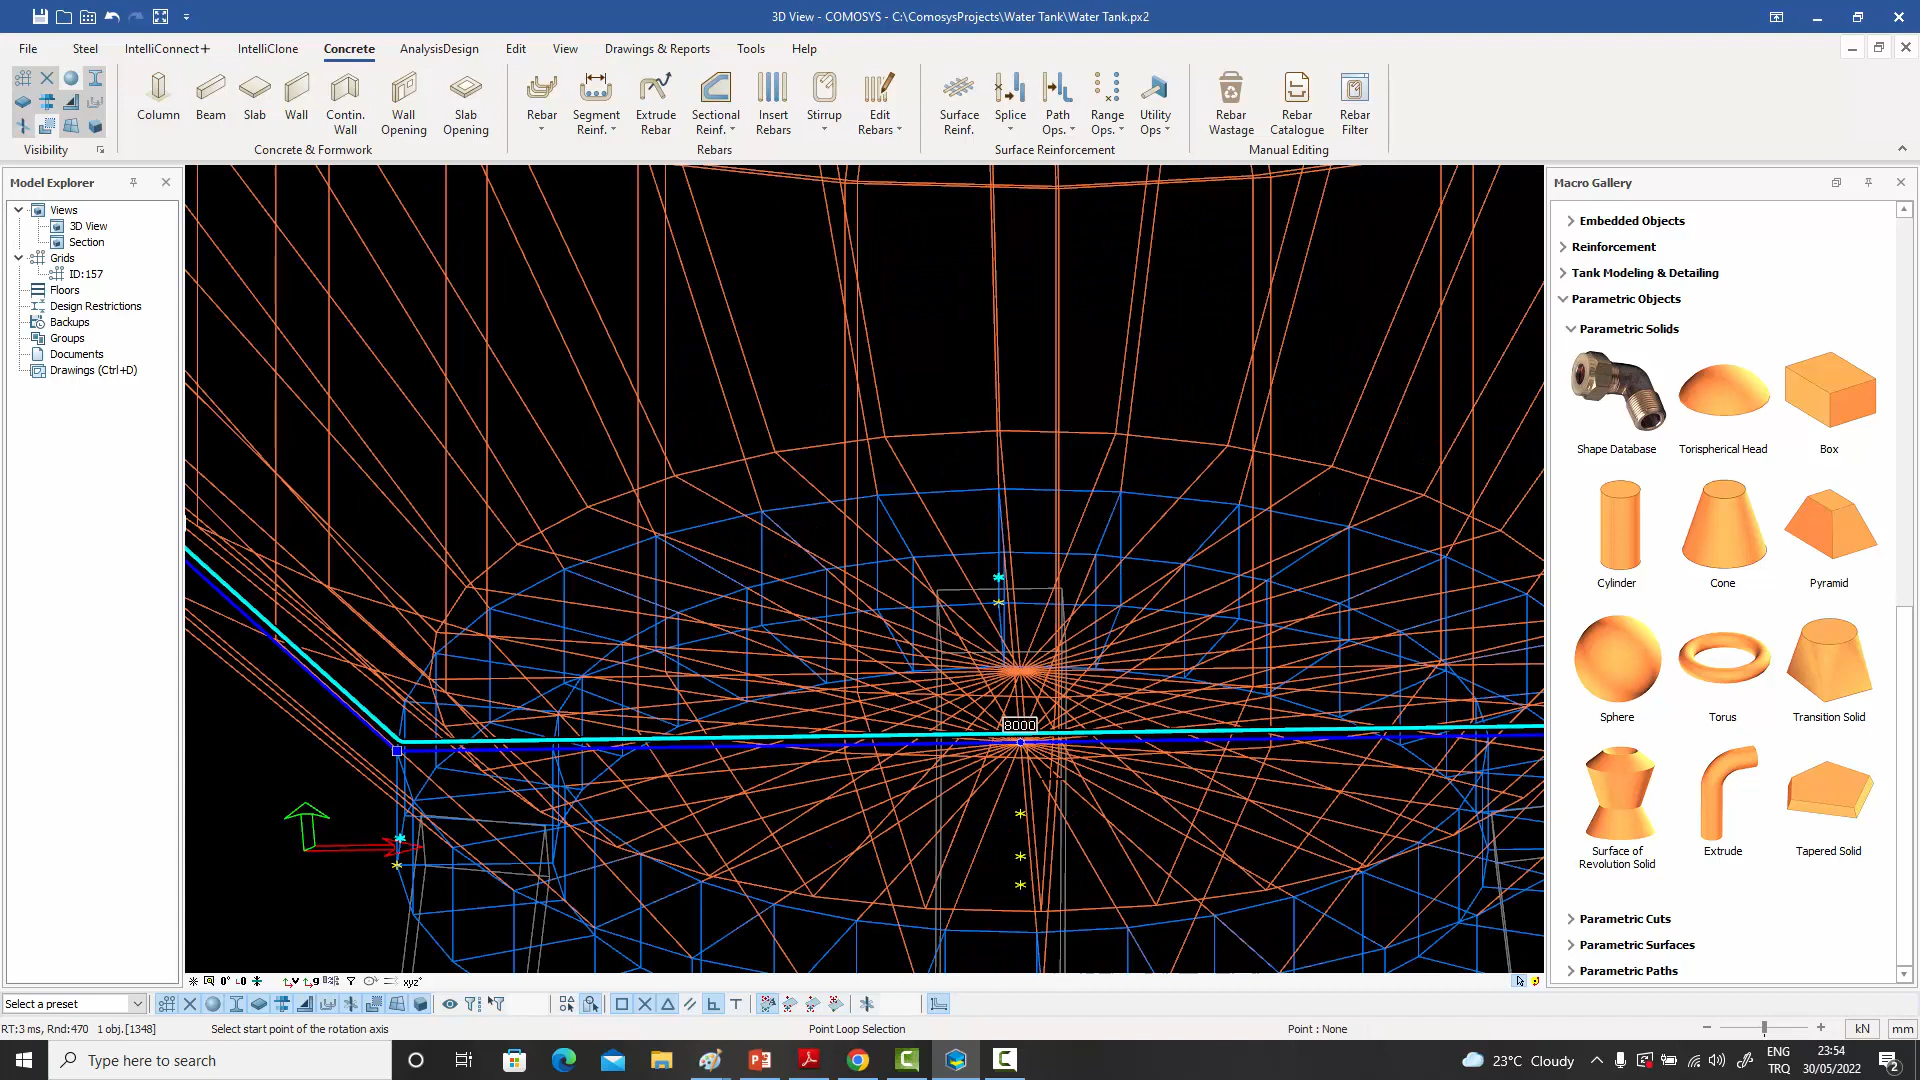 3D View - COMOSYS - C:\ComosysProjects\Water Tank\Water Tank.px2
File Steel IntelliConnect+ IntelliClone Concrete AnalysisDesign Edit View Drawings & Reports Tools Help
Column Beam Slab Wall Contin. Wall Wall Opening Slab Opening Rebar Segment Reinf. Extrude Rebar Sectional Reinf. Insert Rebars Stirrup Edit Rebars Surface Reinf. Splice Path Ops. Range Ops. Utility Ops Rebar Wastage Rebar Catalogue Rebar Filter
Visibility Concrete & Formwork Rebars Surface Reinforcement Manual Editing
Model Explorer
Views
3D View
Section
Grids
ID:157
Floors
Design Restrictions
Backups
Groups
Documents
Drawings (Ctrl+D)
8000
Macro Gallery
Embedded Objects
Reinforcement
Tank Modeling & Detailing
Parametric Objects
Parametric Solids
Shape Database Torispherical Head Box
Cylinder Cone Pyramid
Sphere Torus Transition Solid
Surface of Revolution Solid Extrude Tapered Solid
Parametric Cuts
Parametric Surfaces
Parametric Paths
Select a preset
RT:3 ms, Rnd:470 1 obj.[1348] Select start point of the rotation axis Point Loop Selection Point : None kN mm
Type here to search 23°C Cloudy ENG TRQ 23:54 30/05/2022 2